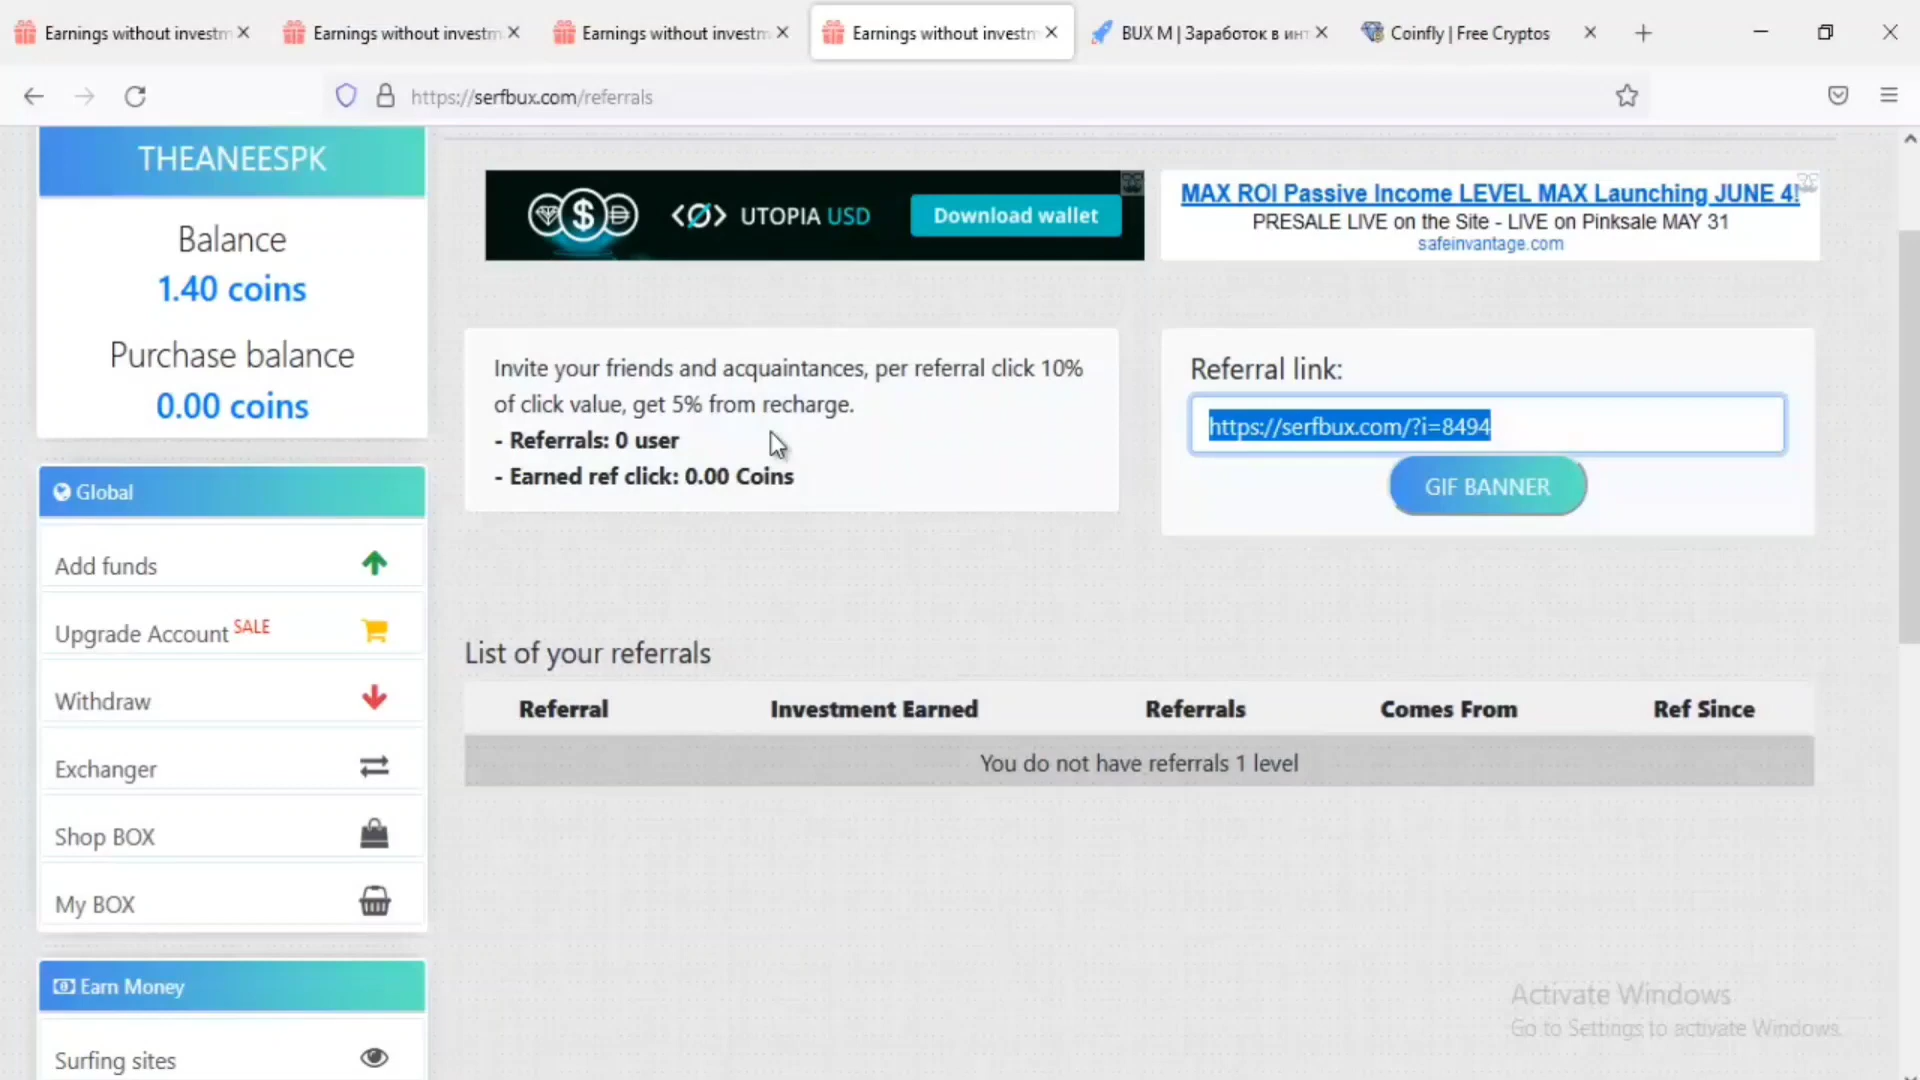 Earnings without investm
Earnings without investm
Earnings without investm
Earnings without investm
BUX M | Заработок в инт
Coinfly | Free Cryptos
https://serfbux.com/referrals
THEANEESPK
Balance
1.40 coins
Purchase balance
0.00 coins
Global
Add funds
Upgrade Account SALE
Withdraw
Exchanger
Shop BOX
My BOX
Earn Money
Surfing sites
UTOPIA USD
Download wallet
MAX ROI Passive Income LEVEL MAX Launching JUNE 4!
PRESALE LIVE on the Site - LIVE on Pinksale MAY 31
safeinvantage.com
Invite your friends and acquaintances, per referral click 10%
of click value, get 5% from recharge.
- Referrals: 0 user
- Earned ref click: 0.00 Coins
Referral link:
https://serfbux.com/?i=8494
GIF BANNER
List of your referrals
Referral Investment Earned Referrals Comes From Ref Since
You do not have referrals 1 level
Activate Windows
Go to Settings to activate Windows.